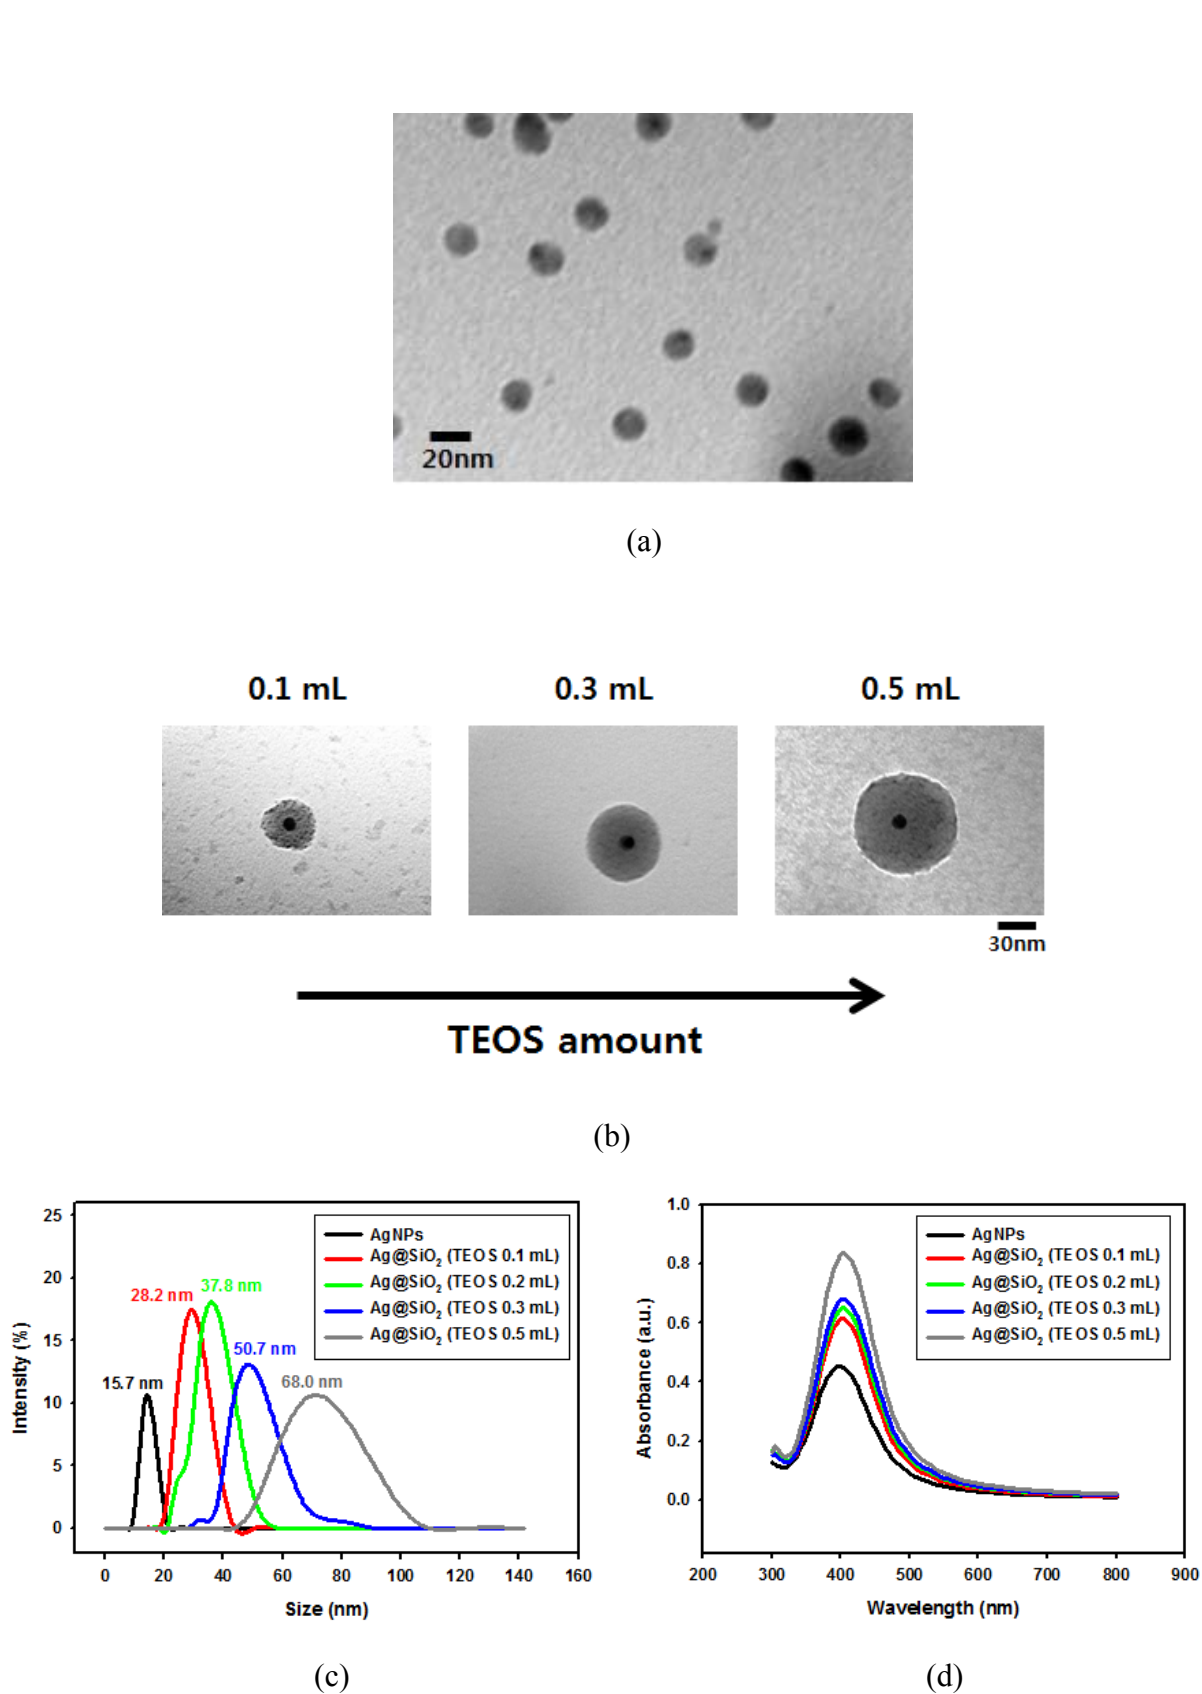 20nm
(a)
0.1 mL
0.3 mL
0.5 mL
30nm
TEOS amount
(b)
25
20
15
10
5
0
Intensity (%)
AgNPs
Ag@SiO₂ (TEOS 0.1 mL)
Ag@SiO₂ (TEOS 0.2 mL)
Ag@SiO₂ (TEOS 0.3 mL)
Ag@SiO₂ (TEOS 0.5 mL)
37.8 nm
28.2 nm
50.7 nm
15.7 nm
68.0 nm
0 20 40 60 80 100 120 140 160
Size (nm)
(c)
1.0
0.8
0.6
0.4
0.2
0.0
Absorbance (a.u.)
AgNPs
Ag@SiO₂ (TEOS 0.1 mL)
Ag@SiO₂ (TEOS 0.2 mL)
Ag@SiO₂ (TEOS 0.3 mL)
Ag@SiO₂ (TEOS 0.5 mL)
200 300 400 500 600 700 800 900
Wavelength (nm)
(d)